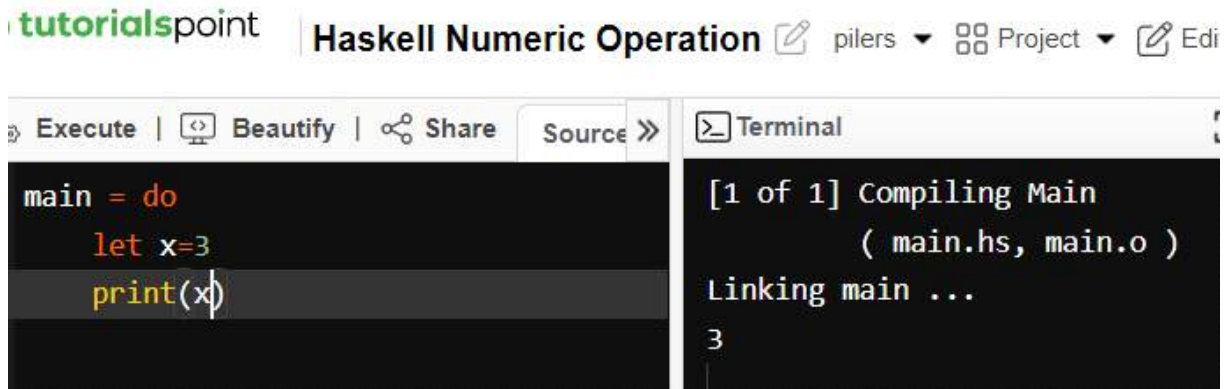 tutorialspoint
Haskell Numeric Operation pilers Project Edi
Execute | Beautify | Share Source
main = do
let x=3
print(x)
Terminal
[1 of 1] Compiling Main
( main.hs, main.o )
Linking main ...
3